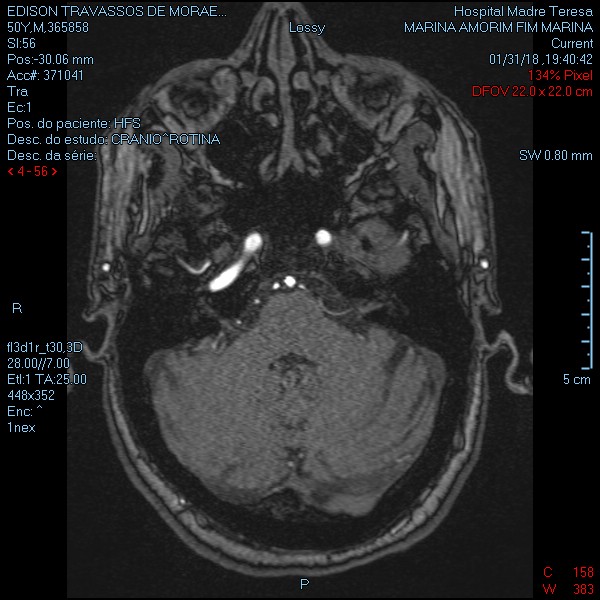 EDISON TRAVASSOS DE MORAE...
50Y,M,365858
Sl:56
Pos:-30.06 mm
Acc#: 371041
Tra
Ec:1
Pos. do paciente: HFS
Desc. do estudo: CRANIO^ROTINA
Desc. da série:
< 4 - 56 >
Lossy
Hospital Madre Teresa
MARINA AMORIM FIM MARINA
Current
01/31/18 ,19:40:42
134% Pixel
DFOV 22.0 x 22.0 cm
SW 0.80 mm
R
fl3d1r_t30,3D
28.00//7.00
Etl:1 TA:25.00
448x352
Enc: ^
1nex
5 cm
P
C 158
W 383